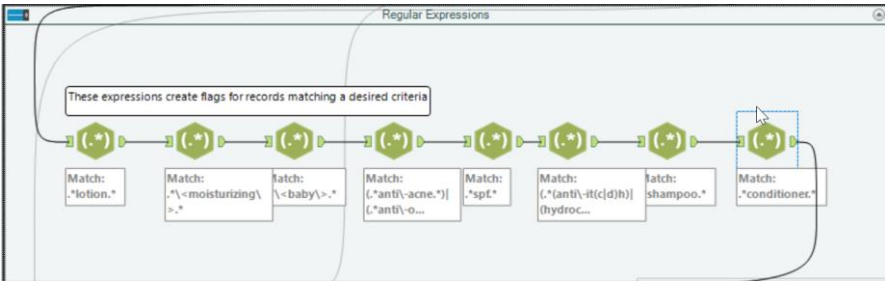 Regular Expressions
These expressions create flags for records matching a desired criteria
(.*) (.*) (.*) (.*) (.*) (.*) (.*) (.*)
Match:
.*lotion.*
Match:
.*\<moisturizing\
>.*
Match:
\<baby\>.*
Match:
(.*anti\-acne.*)|
(.*anti\-o...
Match:
.*spf.*
Match:
(.*(anti\-it(c|d)h)|
(hydroc...
Match:
shampoo.*
Match:
.*conditioner.*